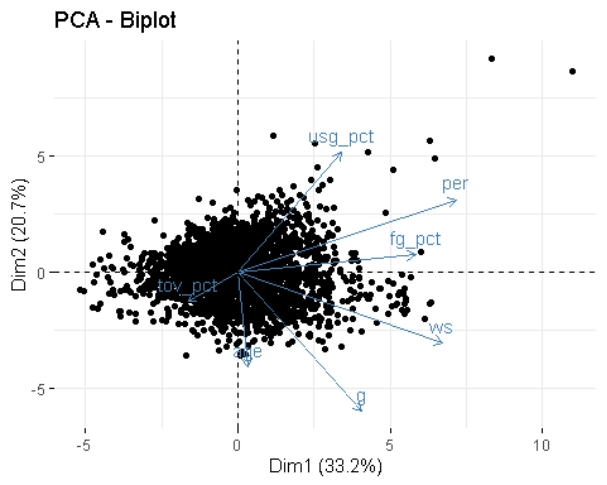 PCA - Biplot
usg_pct
per
fg_pct
tov_pct
ws
age
g
5
0
-5
Dim2 (20.7%)
-5
0
5
10
Dim1 (33.2%)